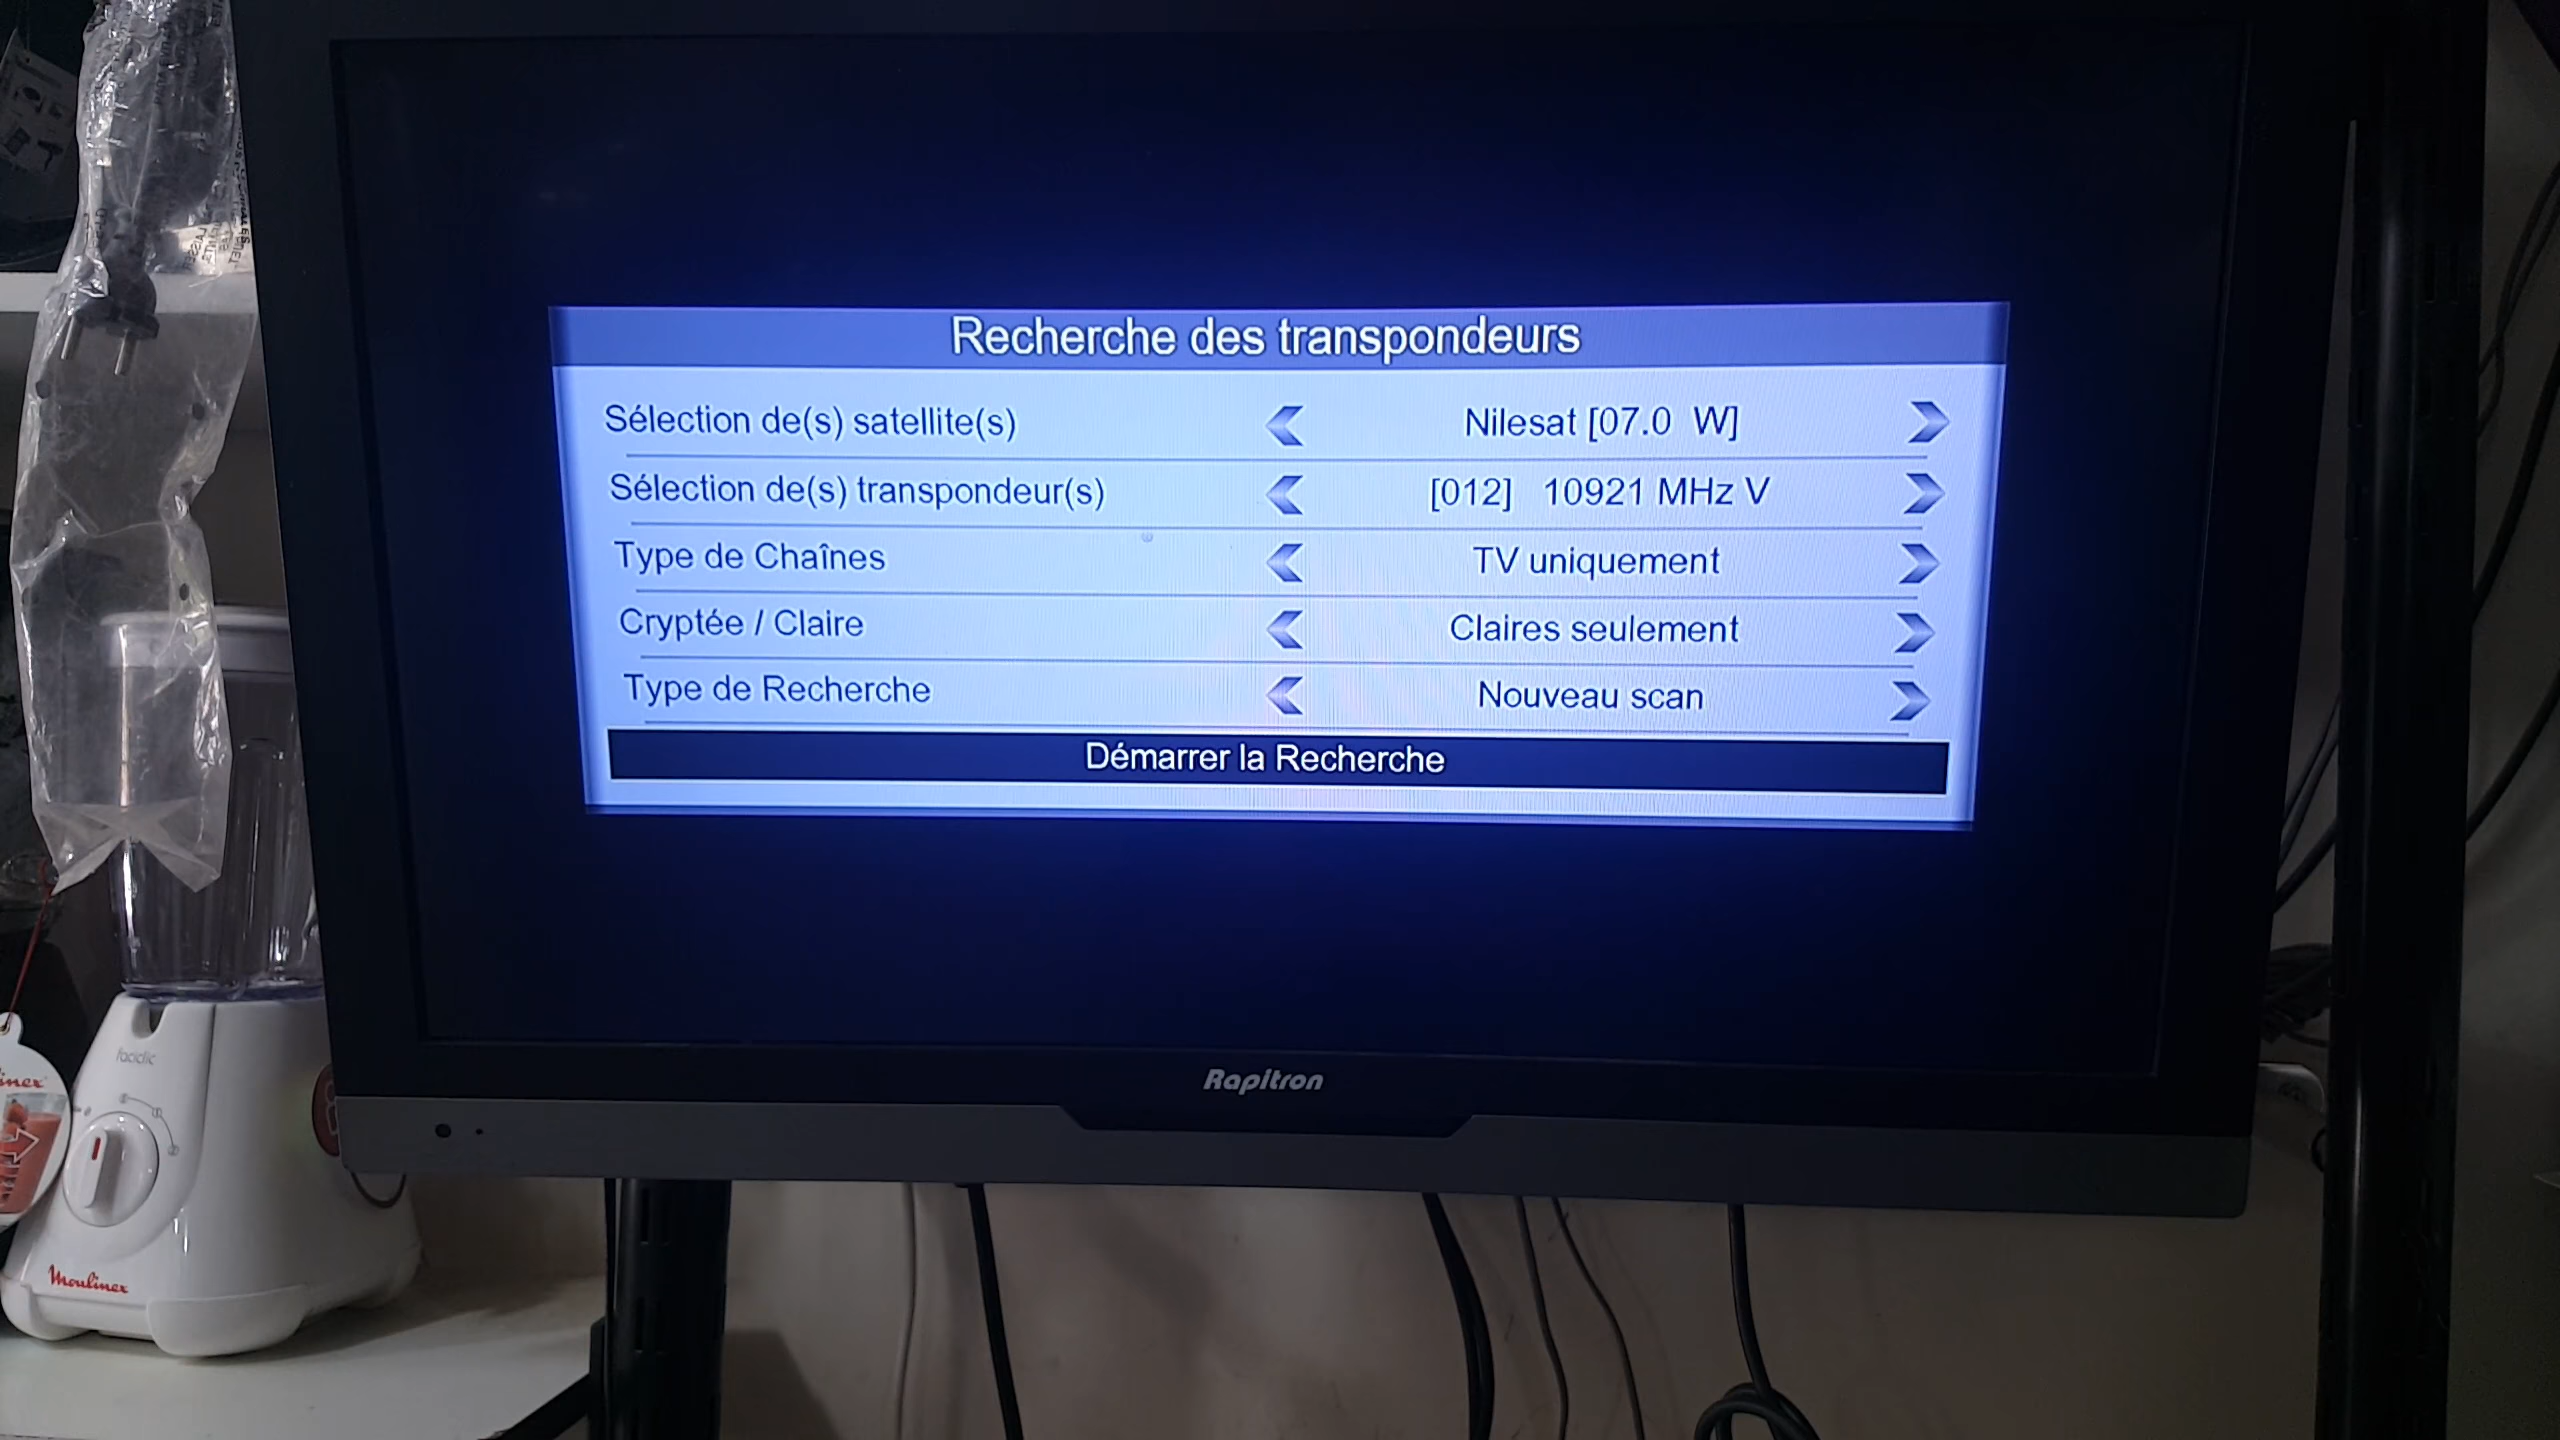 Recherche des transpondeurs
Sélection de(s) satellite(s) Nilesat [07.0 W]
Sélection de(s) transpondeur(s) [012] 10921 MHz V
Type de Chaînes TV uniquement
Cryptée / Claire Claires seulement
Type de Recherche Nouveau scan
Démarrer la Recherche
Rapitron
faciclic
Moulinex